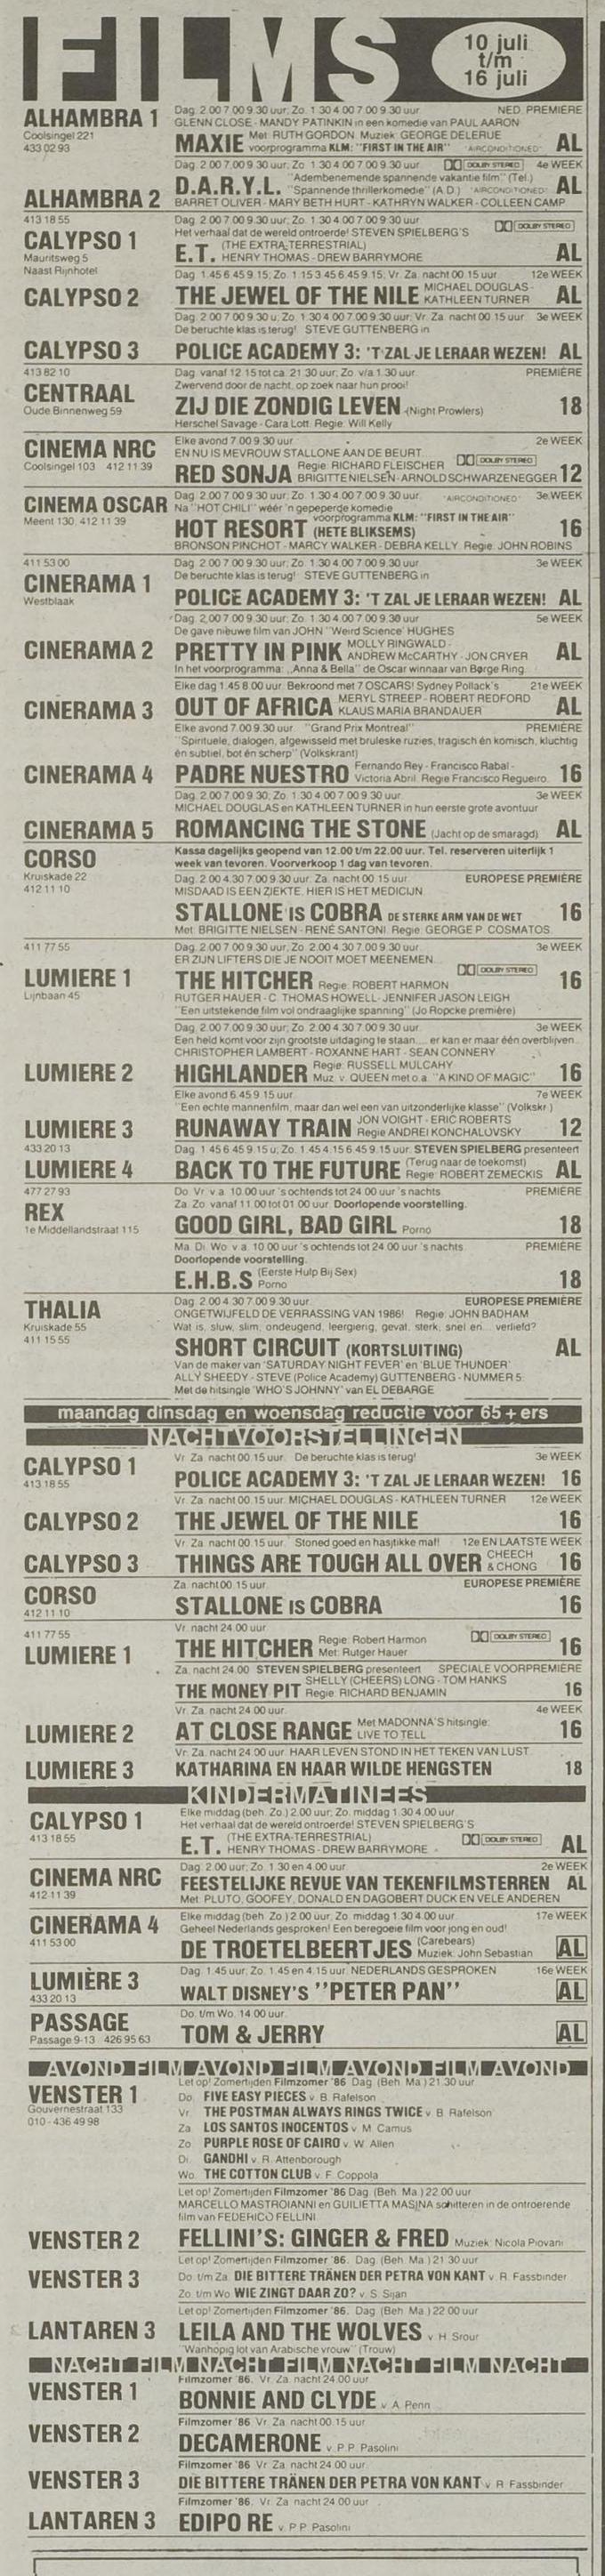 FILMS
10 juli
t/m
16 juli
ALHAMBRA 1
Coolsingel 221
433 02 93
Dag. 2.00 7.00 9.30 uur; Zo. 1.30 4.00 7.00 9.30 uur. NED. PREMIERE
GLENN CLOSE - MANDY PATINKIN in een komedie van PAUL AARON
MAXIE Met: RUTH GORDON. Muziek: GEORGE DELERUE
voorprogramma KLM: "FIRST IN THE AIR" "AIRCONDITIONED" AL
ALHAMBRA 2
Dag. 2.00 7.00 9.30 uur; Zo. 1.30 4.00 7.00 9.30 uur. DOLBY STEREO 4e WEEK
D.A.R.Y.L. "Adembenemende spannende vakantie film" (Tel.)
"Spannende thrillerkomedie" (A.D.) "AIRCONDITIONED" AL
BARRET OLIVER - MARY BETH HURT - KATHRYN WALKER - COLLEEN CAMP
413 18 55
CALYPSO 1
Mauritsweg 5
Naast Rijnhotel
Dag. 2.00 7.00 9.30 uur; Zo. 1.30 4.00 7.00 9.30 uur.
Het verhaal dat de wereld ontroerde! STEVEN SPIELBERG'S DOLBY STEREO
E.T. (THE EXTRA-TERRESTRIAL)
HENRY THOMAS - DREW BARRYMORE AL
CALYPSO 2
Dag. 1.45 6.45 9.15; Zo. 1.15 3.45 6.45 9.15; Vr. Za. nacht 00.15 uur. 12e WEEK
THE JEWEL OF THE NILE MICHAEL DOUGLAS -
KATHLEEN TURNER AL
CALYPSO 3
Dag. 2.00 7.00 9.30 u; Zo. 1.30 4.00 7.00 9.30 uur; Vr. Za. nacht 00.15 uur. 3e WEEK
De beruchte klas is terug! STEVE GUTTENBERG in
POLICE ACADEMY 3: 'T ZAL JE LERAAR WEZEN! AL
413 82 10
CENTRAAL
Oude Binnenweg 59
Dag. vanaf 12.15 tot ca. 21.30 uur; Zo. v/a 1.30 uur. PREMIÈRE
Zwervend door de nacht, op zoek naar hun prooi!
ZIJ DIE ZONDIG LEVEN (Night Prowlers) 18
Herschel Savage - Cara Lott. Regie: Will Kelly
CINEMA NRC
Coolsingel 103 412 11 39
Elke avond 7.00 9.30 uur. 2e WEEK
EN NU IS MEVROUW STALLONE AAN DE BEURT... DOLBY STEREO
RED SONJA Regie: RICHARD FLEISCHER
BRIGITTE NIELSEN - ARNOLD SCHWARZENEGGER 12
CINEMA OSCAR
Meent 130, 412 11 39
Dag. 2.00 7.00 9.30 uur; Zo. 1.30 4.00 7.00 9.30 uur. "AIRCONDITIONED" 3e WEEK
Na "HOT CHILI" wéér 'n gepeperde komedie
HOT RESORT voorprogramma KLM: "FIRST IN THE AIR"
(HETE BLIKSEMS) 16
BRONSON PINCHOT - MARCY WALKER - DEBRA KELLY. Regie: JOHN ROBINS
411 53 00
CINERAMA 1
Westblaak
Dag. 2.00 7.00 9.30 uur; Zo. 1.30 4.00 7.00 9.30 uur. 3e WEEK
De beruchte klas is terug! STEVE GUTTENBERG in
POLICE ACADEMY 3: 'T ZAL JE LERAAR WEZEN! AL
CINERAMA 2
Dag. 2.00 7.00 9.30 uur; Zo. 1.30 4.00 7.00 9.30 uur. 5e WEEK
De gave nieuwe film van JOHN "Weird Science' HUGHES
PRETTY IN PINK MOLLY RINGWALD -
ANDREW McCARTHY - JON CRYER AL
In het voorprogramma: „Anna & Bella" de Oscar winnaar van Børge Ring.
CINERAMA 3
Elke dag 1.45 8.00 uur. Bekroond met 7 OSCARS! Sydney Pollack's 21e WEEK
OUT OF AFRICA MERYL STREEP - ROBERT REDFORD
KLAUS MARIA BRANDAUER AL
CINERAMA 4
Elke avond 7.00 9.30 uur. "Grand Prix Montreal" PREMIÈRE
"Spirituele, dialogen, afgewisseld met bruleske ruzies, tragisch én komisch, kluchtig
én subtiel, bot én scherp" (Volkskrant)
PADRE NUESTRO Fernando Rey - Francisco Rabal -
Victoria Abril. Regie Francisco Regueiro. 16
CINERAMA 5
Dag. 2.00 7.00 9.30; Zo. 1.30 4.00 7.00 9.30 uur. 3e WEEK
MICHAEL DOUGLAS en KATHLEEN TURNER in hun eerste grote avontuur
ROMANCING THE STONE (Jacht op de smaragd) AL
CORSO
Kruiskade 22
412 11 10
Kassa dagelijks geopend van 12.00 t/m 22.00 uur. Tel. reserveren uiterlijk 1
week van tevoren. Voorverkoop 1 dag van tevoren.
Dag. 2.00 4.30 7.00 9.30 uur; Za. nacht 00.15 uur. EUROPESE PREMIÈRE
MISDAAD IS EEN ZIEKTE. HIER IS HET MEDICIJN.
STALLONE IS COBRA DE STERKE ARM VAN DE WET 16
Met: BRIGITTE NIELSEN - RENÉ SANTONI. Regie: GEORGE P. COSMATOS.
411 77 55
LUMIERE 1
Lijnbaan 45
Dag. 2.00 7.00 9.30 uur; Zo. 2.00 4.30 7.00 9.30 uur. 3e WEEK
ER ZIJN LIFTERS DIE JE NOOIT MOET MEENEMEN... DOLBY STEREO
THE HITCHER Regie: ROBERT HARMON 16
RUTGER HAUER - C. THOMAS HOWELL - JENNIFER JASON LEIGH
"Een uitstekende film vol ondraaglijke spanning" (Jo Röpcke première)
LUMIERE 2
Dag. 2.00 7.00 9.30 uur; Zo. 2.00 4.30 7.00 9.30 uur. 3e WEEK
Een held komt voor zijn grootste uitdaging te staan.... er kan er maar één overblijven...
CHRISTOPHER LAMBERT - ROXANNE HART - SEAN CONNERY
HIGHLANDER Regie: RUSSELL MULCAHY
Muz. v. QUEEN met o.a. "A KIND OF MAGIC" 16
LUMIERE 3
433 20 13
Elke avond 6.45 9.15 uur. 7e WEEK
"Een echte mannenfilm, maar dan wel een van uitzonderlijke klasse" (Volkskr.)
RUNAWAY TRAIN JON VOIGHT - ERIC ROBERTS
Regie ANDREI KONCHALOVSKY 12
LUMIERE 4
Dag. 1.45 6.45 9.15 u; Zo. 1.45 4.15 6.45 9.15 uur. STEVEN SPIELBERG presenteert
BACK TO THE FUTURE (Terug naar de toekomst)
Regie: ROBERT ZEMECKIS AL
477 27 93
REX
1e Middellandstraat 115
Do. Vr. v.a. 10.00 uur 's ochtends tot 24.00 uur 's nachts. PREMIÈRE
Za. Zo. vanaf 11.00 tot 01.00 uur. Doorlopende voorstelling.
GOOD GIRL, BAD GIRL Porno 18
Ma. Di. Wo. v.a. 10.00 uur 's ochtends tot 24.00 uur 's nachts. PREMIÈRE
Doorlopende voorstelling.
E.H.B.S (Eerste Hulp Bij Sex)
Porno 18
THALIA
Kruiskade 55
411 15 55
Dag. 2.00 4.30 7.00 9.30 uur. EUROPESE PREMIÈRE
ONGETWIJFELD DE VERRASSING VAN 1986! Regie: JOHN BADHAM
Wat is, sluw, slim, ondeugend, leergierig, gevat, sterk, snel en... verliefd?
SHORT CIRCUIT (KORTSLUITING) AL
Van de maker van 'SATURDAY NIGHT FEVER' en 'BLUE THUNDER'
ALLY SHEEDY - STEVE (Police Academy) GUTTENBERG - NUMMER 5
Met de hitsingle 'WHO'S JOHNNY' van EL DEBARGE
maandag dinsdag en woensdag reductie voor 65+ers
NACHTVOORSTELLINGEN
CALYPSO 1
413 18 55
Vr. Za. nacht 00.15 uur. De beruchte klas is terug! 3e WEEK
POLICE ACADEMY 3: 'T ZAL JE LERAAR WEZEN! 16
CALYPSO 2
Vr. Za. nacht 00.15 uur. MICHAEL DOUGLAS - KATHLEEN TURNER 12e WEEK
THE JEWEL OF THE NILE 16
CALYPSO 3
Vr. Za. nacht 00.15 uur. Stoned goed en hasjtikke mal! 12e EN LAATSTE WEEK
THINGS ARE TOUGH ALL OVER CHEECH
& CHONG 16
CORSO
412 11 10
Za. nacht 00.15 uur. EUROPESE PREMIÈRE
STALLONE IS COBRA 16
411 77 55
LUMIERE 1
Vr. nacht 24.00 uur.
THE HITCHER Regie: Robert Harmon
Met: Rutger Hauer DOLBY STEREO 16
Za. nacht 24.00 STEVEN SPIELBERG presenteert SPECIALE VOORPREMIÈRE
THE MONEY PIT SHELLY (CHEERS) LONG - TOM HANKS
Regie: RICHARD BENJAMIN 16
LUMIERE 2
Vr. Za. nacht 24.00 uur. 4e WEEK
AT CLOSE RANGE Met MADONNA'S hitsingle:
LIVE TO TELL 16
LUMIERE 3
Vr. Za. nacht 24.00 uur. HAAR LEVEN STOND IN HET TEKEN VAN LUST
KATHARINA EN HAAR WILDE HENGSTEN 18
KINDERMATINEES
CALYPSO 1
413 18 55
Elke middag (beh. Zo.) 2.00 uur; Zo. middag 1.30 4.00 uur.
Het verhaal dat de wereld ontroerde! STEVEN SPIELBERG'S
E.T. (THE EXTRA-TERRESTRIAL)
HENRY THOMAS - DREW BARRYMORE DOLBY STEREO AL
CINEMA NRC
412 11 39
Dag. 2.00 uur; Zo. 1.30 en 4.00 uur. 2e WEEK
FEESTELIJKE REVUE VAN TEKENFILMSTERREN AL
Met: PLUTO, GOOFEY, DONALD EN DAGOBERT DUCK EN VELE ANDEREN
CINERAMA 4
411 53 00
Elke middag (beh. Zo.) 2.00 uur; Zo. middag 1.30 4.00 uur. 17e WEEK
Geheel Nederlands gesproken! Een beregoeie film voor jong en oud!
DE TROETELBEERTJES (Carebears)
Muziek: John Sebastian AL
LUMIÈRE 3
433 20 13
Dag. 1.45 uur; Zo. 1.45 en 4.15 uur. NEDERLANDS GESPROKEN 16e WEEK
WALT DISNEY'S "PETER PAN" AL
PASSAGE
Passage 9-13 426 95 63
Do. t/m Wo. 14.00 uur.
TOM & JERRY AL
AVOND FILM AVOND FILM AVOND FILM AVOND
VENSTER 1
Gouvernestraat 133
010 - 436 49 98
Let op! Zomertijden Filmzomer '86. Dag. (Beh. Ma.) 21.30 uur
Do. FIVE EASY PIECES v. B. Rafelson
Vr. THE POSTMAN ALWAYS RINGS TWICE v. B. Rafelson
Za. LOS SANTOS INOCENTOS v. M. Camus
Zo. PURPLE ROSE OF CAIRO v. W. Allen
Di. GANDHI v. R. Attenborough
Wo. THE COTTON CLUB v. F. Coppola
VENSTER 2
Let op! Zomertijden Filmzomer '86 Dag. (Beh. Ma.) 22.00 uur
MARCELLO MASTROIANNI en GUILIETTA MASINA schitteren in de ontroerende
film van FEDERICO FELLINI.
FELLINI'S: GINGER & FRED Muziek: Nicola Piovani
VENSTER 3
Let op! Zomertijden Filmzomer '86. Dag. (Beh. Ma.) 21.30 uur
Do. t/m Za. DIE BITTERE TRÄNEN DER PETRA VON KANT v. R. Fassbinder
Zo. t/m Wo. WIE ZINGT DAAR ZO? v. S. Sijan
LANTAREN 3
Let op! Zomertijden Filmzomer '86. Dag. (Beh. Ma.) 22.00 uur
LEILA AND THE WOLVES v. H. Srour
"Wanhopig lot van Arabische vrouw" (Trouw)
NACHT FILM NACHT FILM NACHT FILM NACHT
VENSTER 1
Filmzomer '86. Vr. Za. nacht 24.00 uur
BONNIE AND CLYDE v. A. Penn
VENSTER 2
Filmzomer '86 Vr. Za. nacht 00.15 uur
DECAMERONE v. P.P. Pasolini
VENSTER 3
Filmzomer '86 Vr. Za. nacht 24.00 uur
DIE BITTERE TRÄNEN DER PETRA VON KANT v. R. Fassbinder
LANTAREN 3
Filmzomer '86. Vr. Za. nacht 24.00 uur
EDIPO RE v. P.P. Pasolini